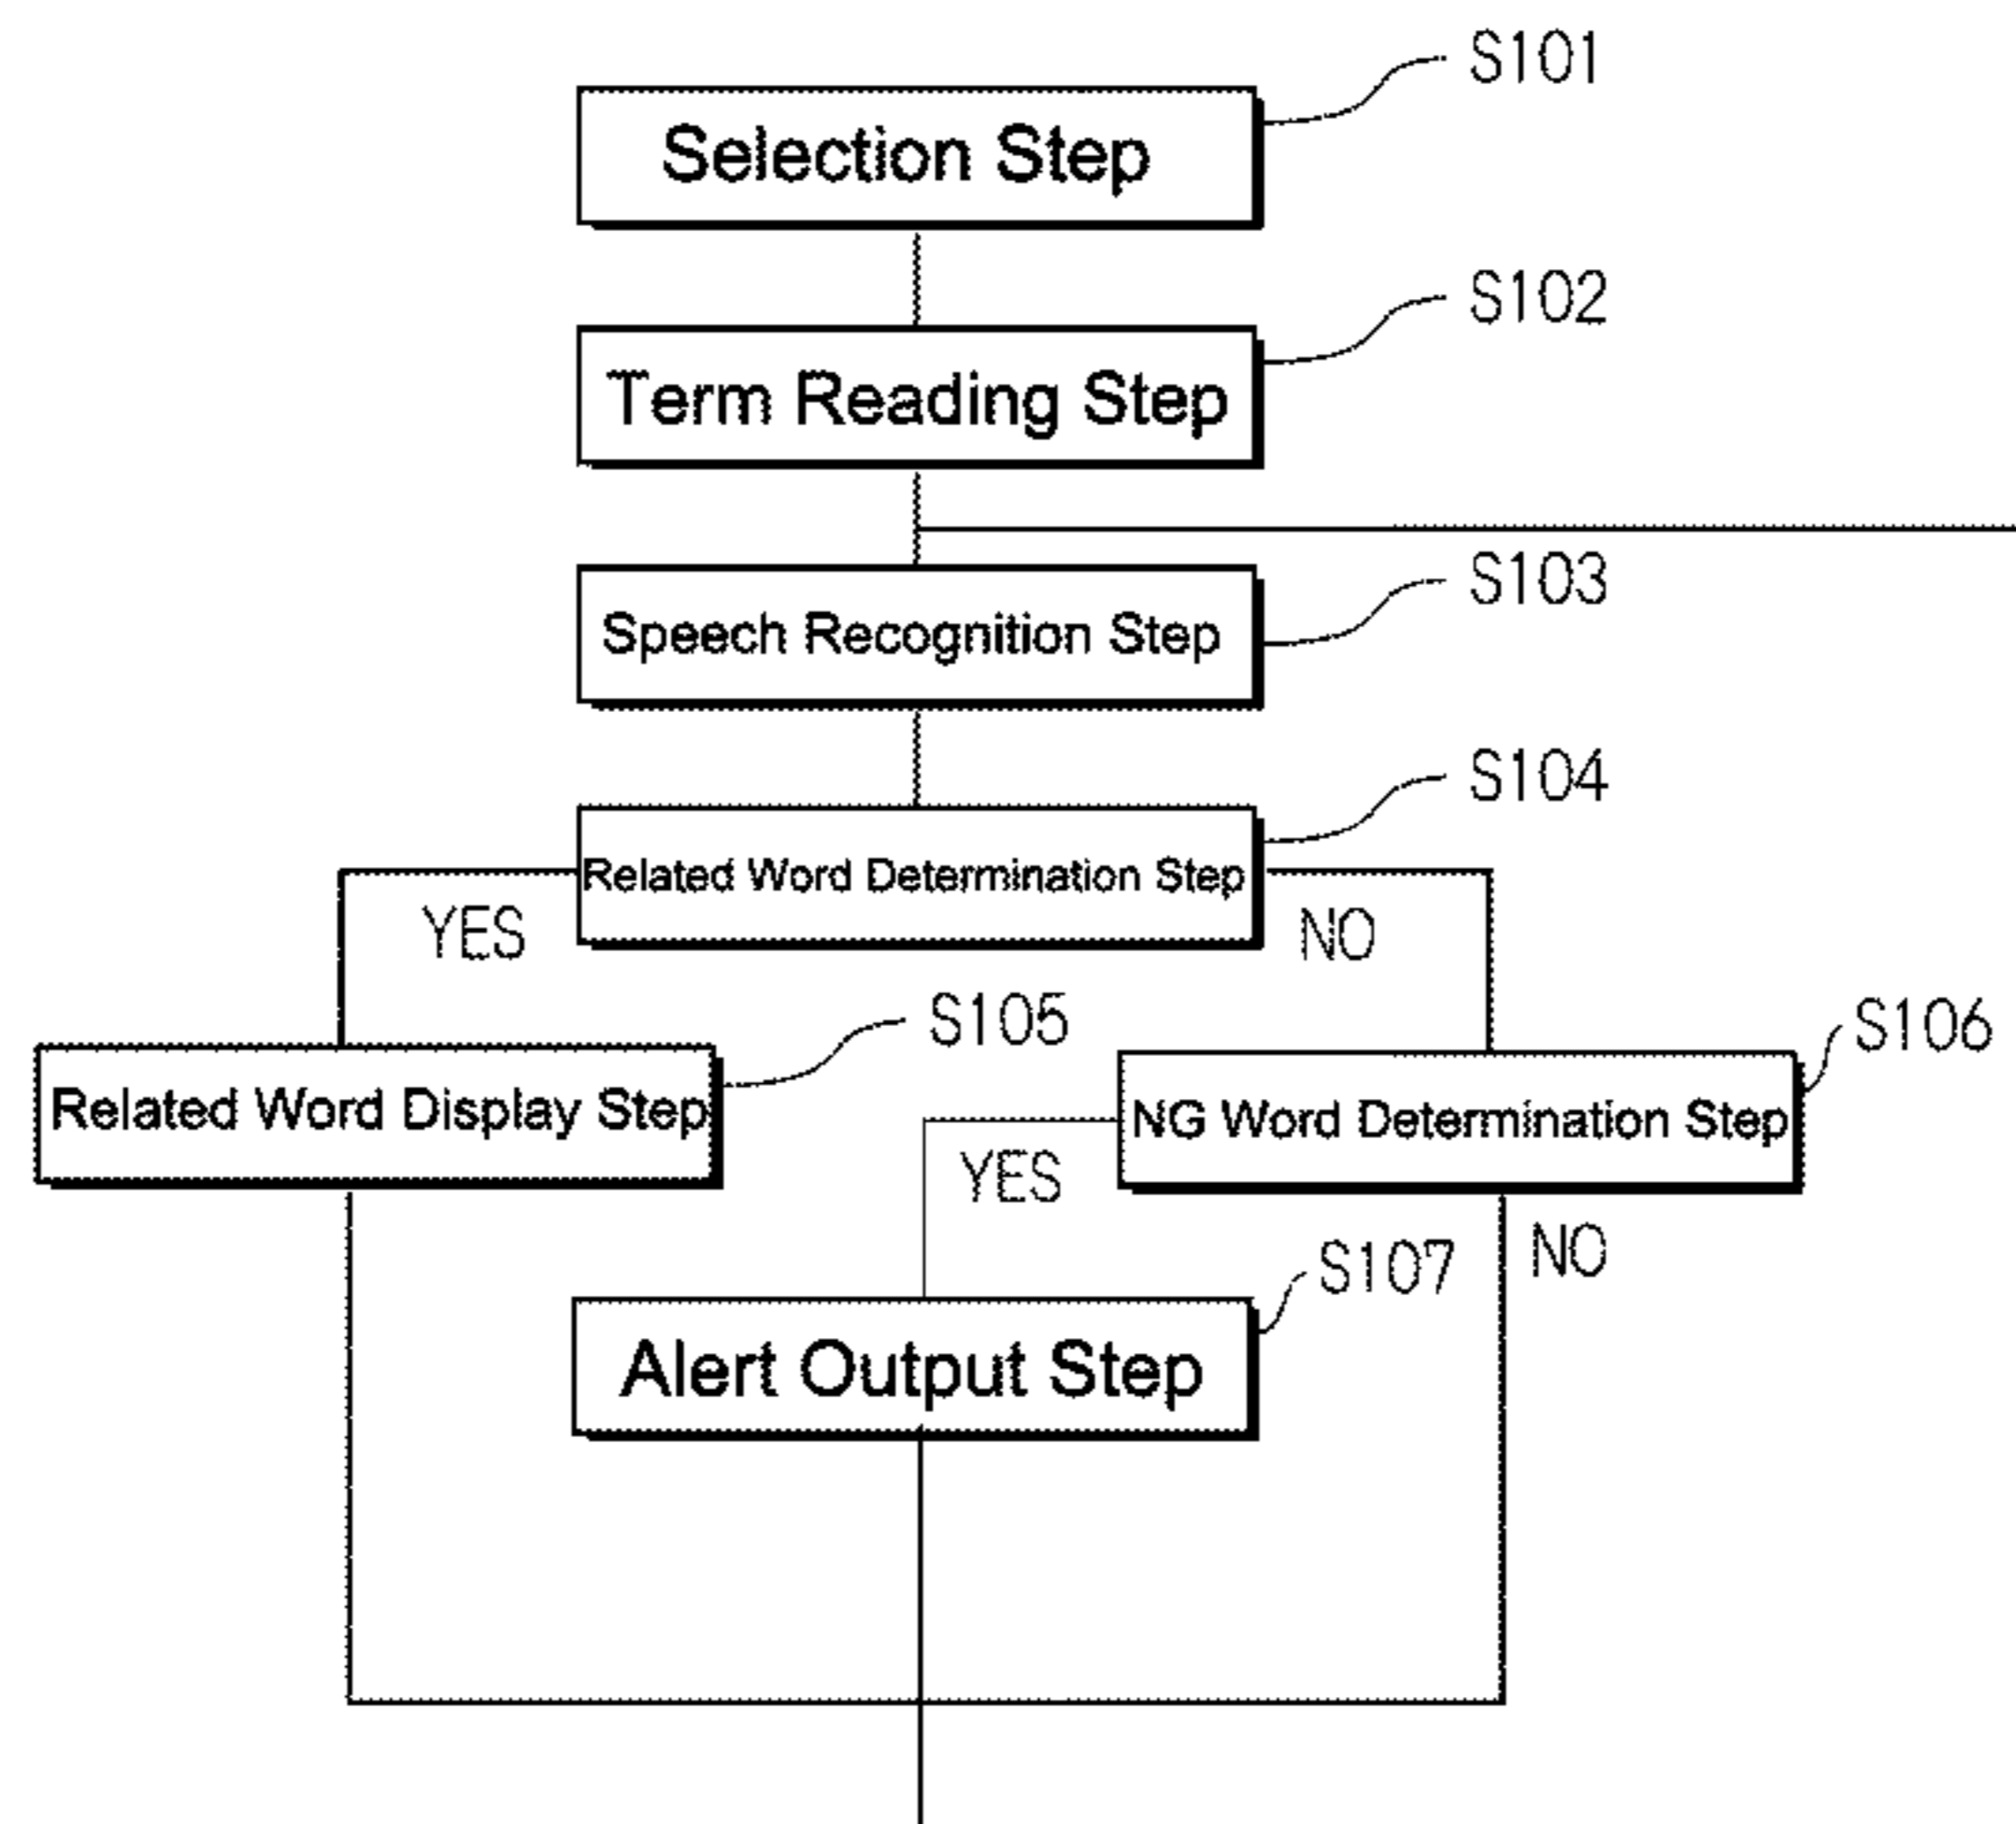 S101
Selection Step
S102
Term Reading Step
S103
Speech Recognition Step
S104
Related Word Determination Step
YES
NO
S105
S106
Related Word Display Step
NG Word Determination Step
YES
NO
S107
Alert Output Step